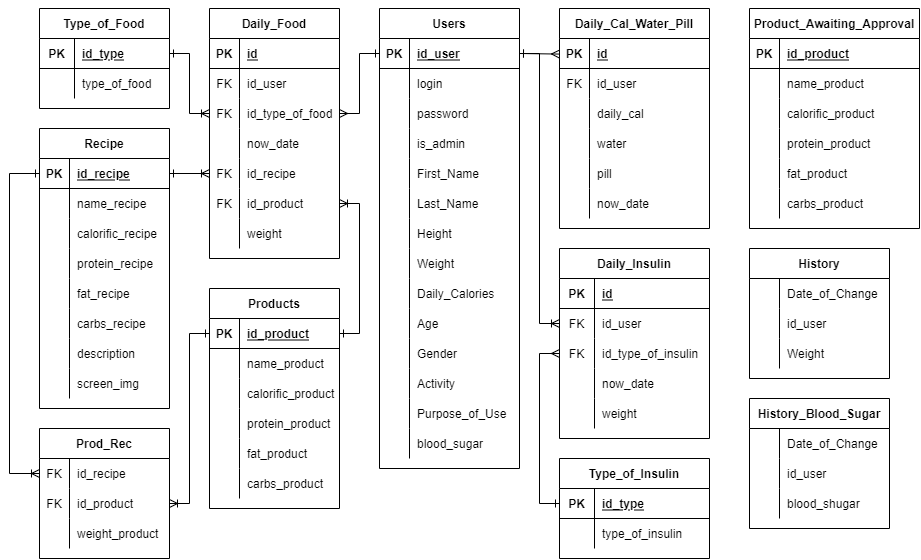 Type_of_Food
PK id_type
type_of_food
Recipe
PK id_recipe
name_recipe
calorific_recipe
protein_recipe
fat_recipe
carbs_recipe
description
screen_img
Prod_Rec
FK id_recipe
FK id_product
weight_product
Daily_Food
PK id
FK id_user
FK id_type_of_food
now_date
FK id_recipe
FK id_product
weight
Products
PK id_product
name_product
calorific_product
protein_product
fat_product
carbs_product
Users
PK id_user
login
password
is_admin
First_Name
Last_Name
Height
Weight
Daily_Calories
Age
Gender
Activity
Purpose_of_Use
blood_sugar
Daily_Cal_Water_Pill
PK id
FK id_user
daily_cal
water
pill
now_date
Daily_Insulin
PK id
FK id_user
FK id_type_of_insulin
now_date
weight
Type_of_Insulin
PK id_type
type_of_insulin
Product_Awaiting_Approval
PK id_product
name_product
calorific_product
protein_product
fat_product
carbs_product
History
Date_of_Change
id_user
Weight
History_Blood_Sugar
Date_of_Change
id_user
blood_shugar